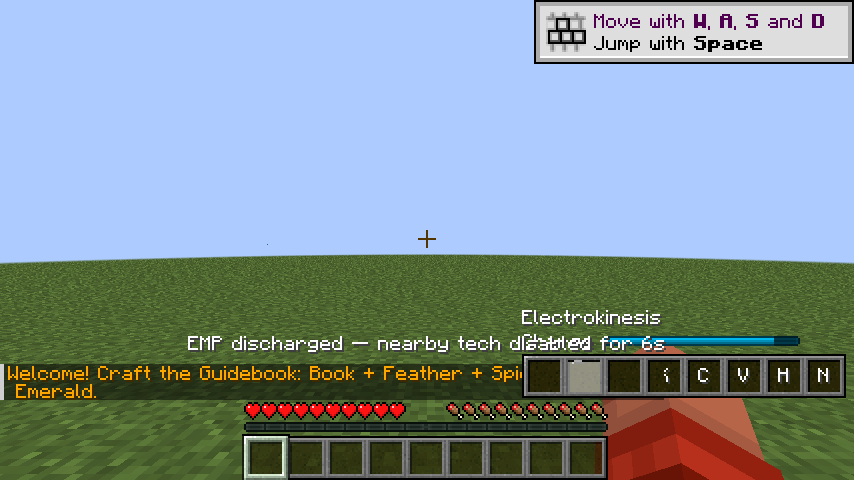 Move with W, A, S and D
Jump with Space
Electrokinesis
EMP discharged — nearby tech disabled for 6s
Welcome! Craft the Guidebook: Book + Feather +
Emerald.
C V H N